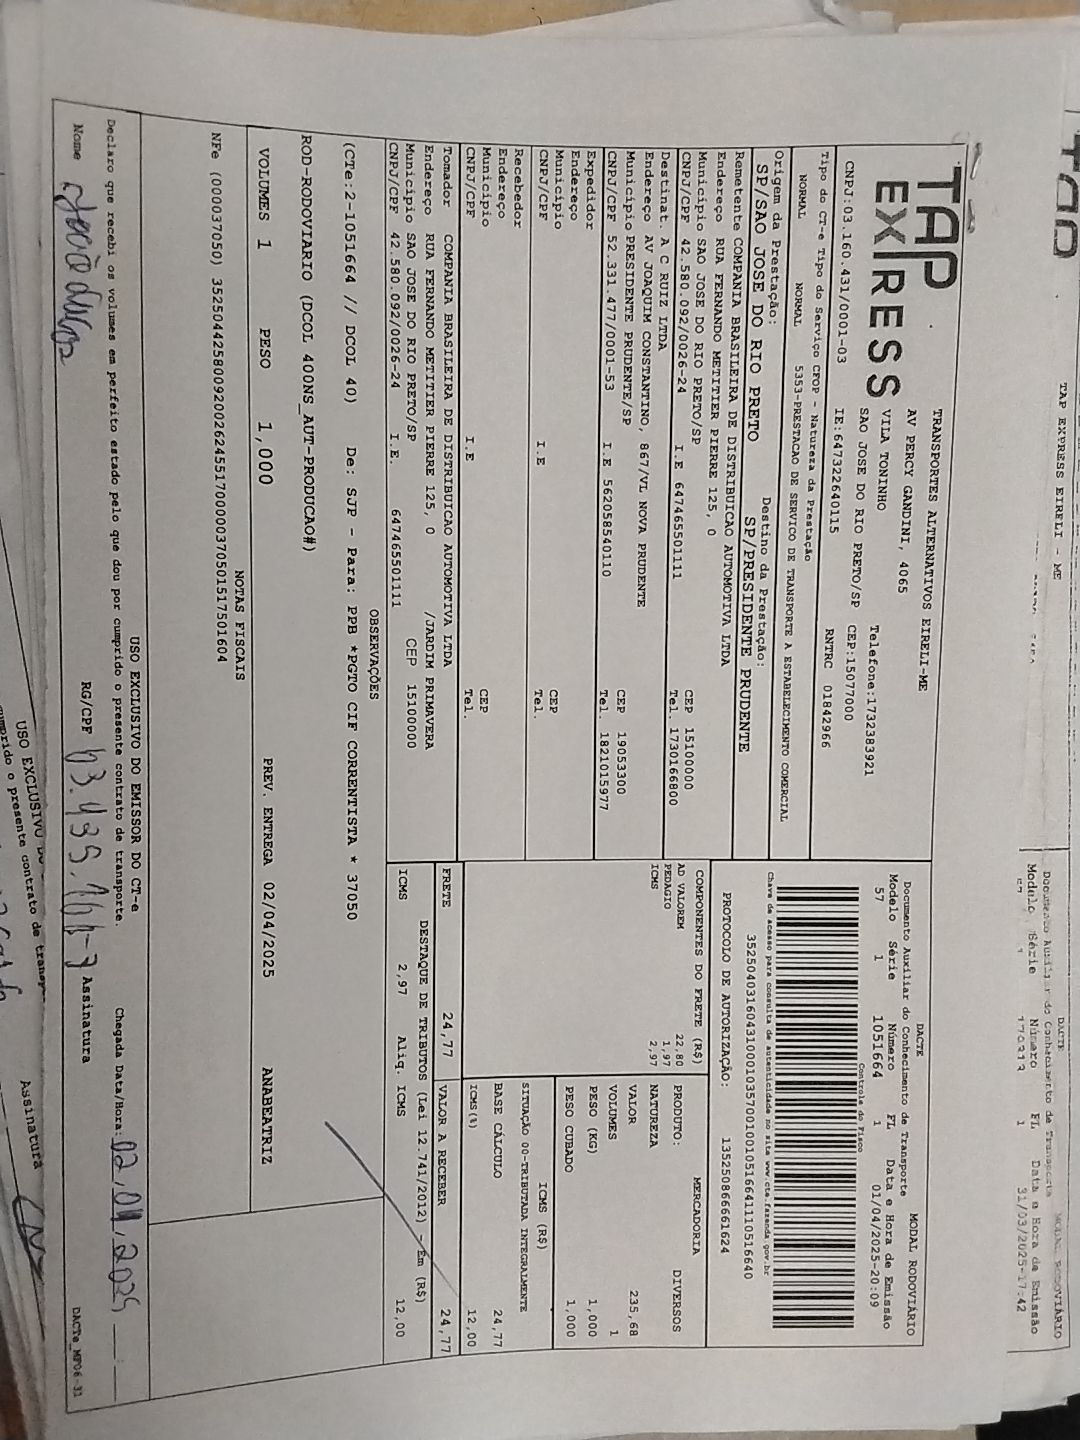 TAP
EXPRESS
TRANSPORTES ALTERNATIVOS EIRELI-ME
AV PERCY GANDINI, 4065
VILA TONINHO
SAO JOSE DO RIO PRETO/SP CEP:15077000
Telefone:1732383921
CNPJ:03.160.431/0001-03 IE:647322640115 RNTRC 01842966
Tipo do CT-e Tipo do Serviço CFOP - Natureza da Prestação
NORMAL NORMAL 5353-PRESTACAO DE SERVICO DE TRANSPORTE A ESTABELECIMENTO COMERCIAL
Origem da Prestação: Destino da Prestação:
SP/SAO JOSE DO RIO PRETO SP/PRESIDENTE PRUDENTE
DACTE MODAL RODOVIÁRIO
Documento Auxiliar do Conhecimento de Transporte
Modelo Série Número FL Data e Hora de Emissão
57 1 1051664 1 01/04/2025-20:09
Controle do Fisco
Chave de acesso para consulta de autenticidade no site www.cte.fazenda.gov.br
35250403160431000103570010010516641110516640
PROTOCOLO DE AUTORIZAÇÃO: 135250866661624
Remetente COMPANIA BRASILEIRA DE DISTRIBUICAO AUTOMOTIVA LTDA
Endereço RUA FERNANDO METITIER PIERRE 125, 0
Município SAO JOSE DO RIO PRETO/SP CEP 15100000
CNPJ/CPF 42.580.092/0026-24 I.E 647465501111 Tel. 1730166800
Destinat. A C RUIZ LTDA
Endereço AV JOAQUIM CONSTANTINO, 867/VL NOVA PRUDENTE
Município PRESIDENTE PRUDENTE/SP CEP 19053300
CNPJ/CPF 52.331.477/0001-53 I.E 562058540110 Tel. 1821015977
Expedidor
Endereço
Município CEP
CNPJ/CPF I.E Tel.
Recebedor
Endereço
Município CEP
CNPJ/CPF I.E Tel.
Tomador COMPANIA BRASILEIRA DE DISTRIBUICAO AUTOMOTIVA LTDA
Endereço RUA FERNANDO METITIER PIERRE 125, 0 /JARDIM PRIMAVERA
Município SAO JOSE DO RIO PRETO/SP CEP 15100000
CNPJ/CPF 42.580.092/0026-24 I.E. 647465501111
COMPONENTES DO FRETE (R$)
AD VALOREM 22,80
PEDAGIO 1,97
ICMS 2,97
MERCADORIA
PRODUTO: DIVERSOS
NATUREZA
VALOR 235,68
VOLUMES 1
PESO (KG) 1,000
PESO CUBADO 1,000
ICMS (R$)
SITUAÇÃO 00-TRIBUTADA INTEGRALMENTE
BASE CÁLCULO 24,77
ICMS(%) 12,00
FRETE 24,77 VALOR A RECEBER 24,77
DESTAQUE DE TRIBUTOS (Lei 12.741/2012) - Em (R$)
ICMS 2,97 Aliq. ICMS 12,00
OBSERVAÇÕES
(CTe:2-1051664 // DCOL 40) De: SJP - Para: PPB *PGTO CIF CORRENTISTA * 37050
ROD-RODOVIARIO (DCOL 400NS_AUT-PRODUCAO#)
VOLUMES 1 PESO 1,000 PREV. ENTREGA 02/04/2025 ANABEATRIZ
NOTAS FISCAIS
NFe (000037050) 35250442580092002624551700000370501517501604
USO EXCLUSIVO DO EMISSOR DO CT-e
Declaro que recebi os volumes em perfeito estado pelo que dou por cumprido o presente contrato de transporte.
Chegada Data/Hora: 02,04,2025
Nome RG/CPF Assinatura
DACTe_MP06-31
TAP EXPRESS EIRELI - ME
DACTE MODAL RODOVIÁRIO
Documento Auxiliar do Conhecimento de Transporte
Modelo Série Número FL Data e Hora de Emissão
1 31/03/2025-17:42
USO EXCLUSIVO
cumprido o presente contrato de
Assinatura